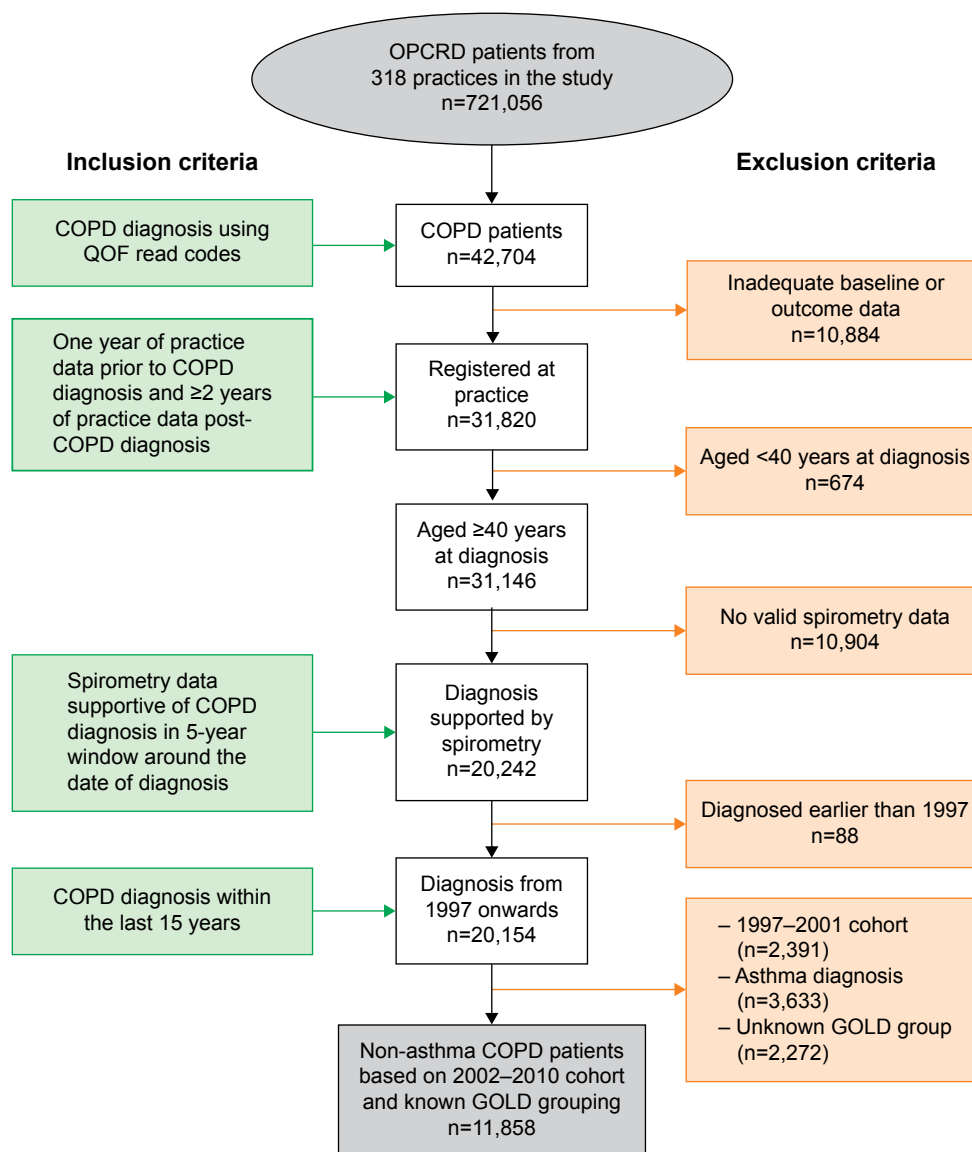 OPCRD patients from
318 practices in the study
n=721,056
Inclusion criteria
Exclusion criteria
COPD diagnosis using
QOF read codes
COPD patients
n=42,704
Inadequate baseline or
outcome data
n=10,884
One year of practice
data prior to COPD
diagnosis and ≥2 years
of practice data post-
COPD diagnosis
Registered at
practice
n=31,820
Aged <40 years at diagnosis
n=674
Aged ≥40 years
at diagnosis
n=31,146
No valid spirometry data
n=10,904
Spirometry data
supportive of COPD
diagnosis in 5-year
window around the
date of diagnosis
Diagnosis
supported by
spirometry
n=20,242
Diagnosed earlier than 1997
n=88
COPD diagnosis within
the last 15 years
Diagnosis from
1997 onwards
n=20,154
– 1997–2001 cohort
(n=2,391)
– Asthma diagnosis
(n=3,633)
– Unknown GOLD group
(n=2,272)
Non-asthma COPD patients
based on 2002–2010 cohort
and known GOLD grouping
n=11,858